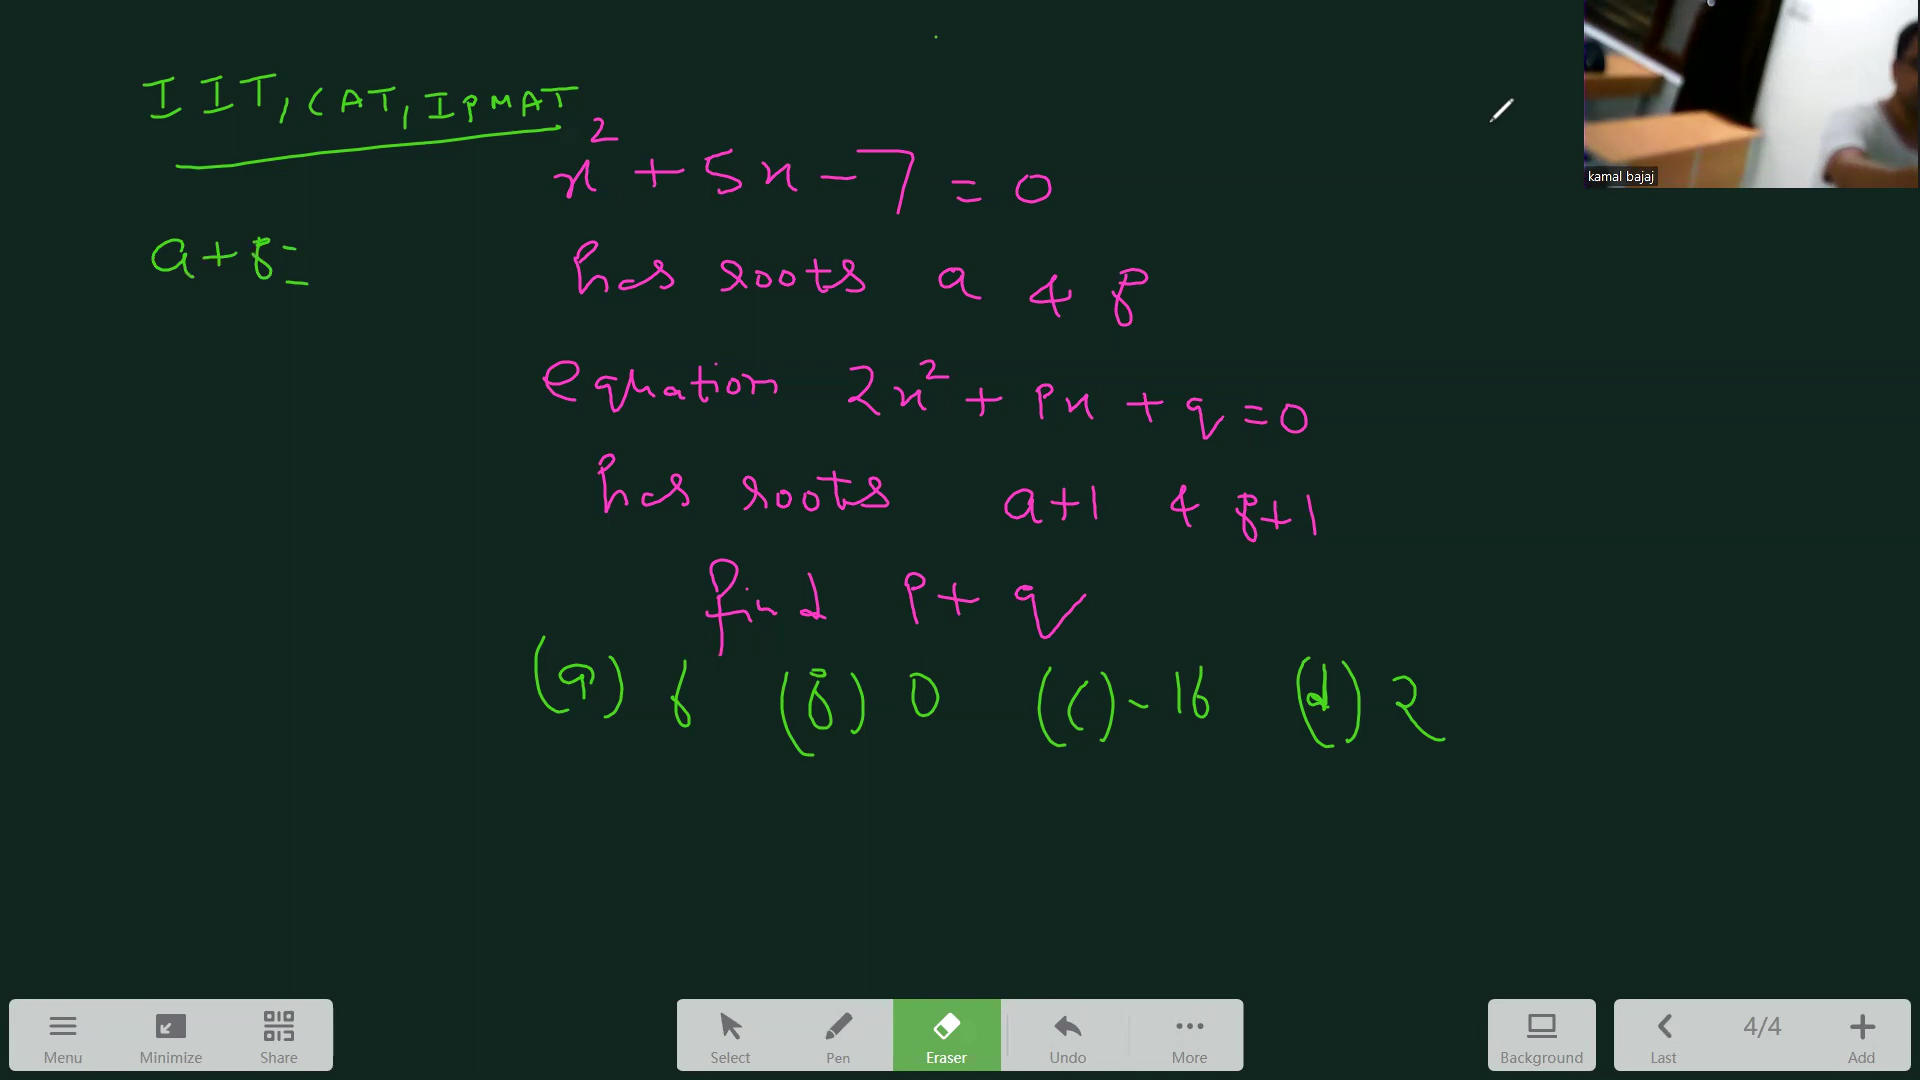 IIT, CAT, IPMAT
x² + 5x - 7 = 0
a + b =
has roots a & b
equation 2x² + px + q = 0
has roots a+1 & b+1
find p + q
(a) 6 (b) 0 (c) - 16 (d) 2
kamal bajaj
Menu Minimize Share Select Pen Eraser Undo More Background Last 4/4 Add